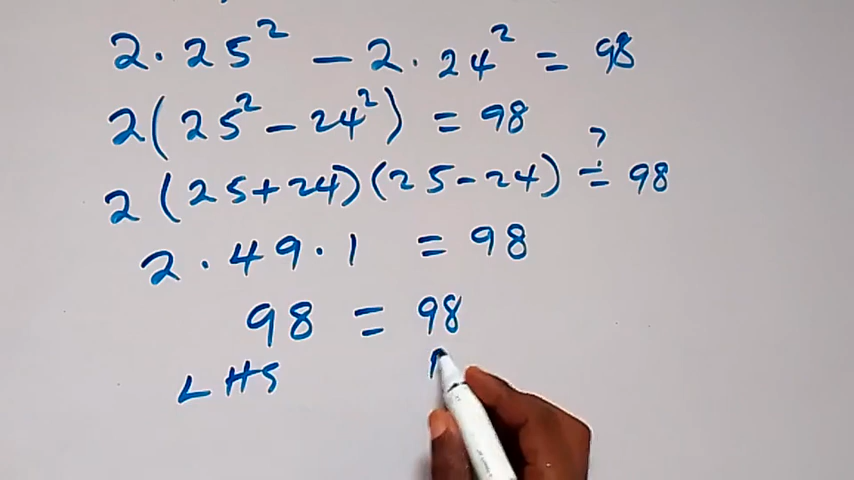 2·25² - 2·24² = 98
2(25² - 24²) = 98
2(25+24)(25-24) =? 98
2·49·1 = 98
98 = 98
LHS